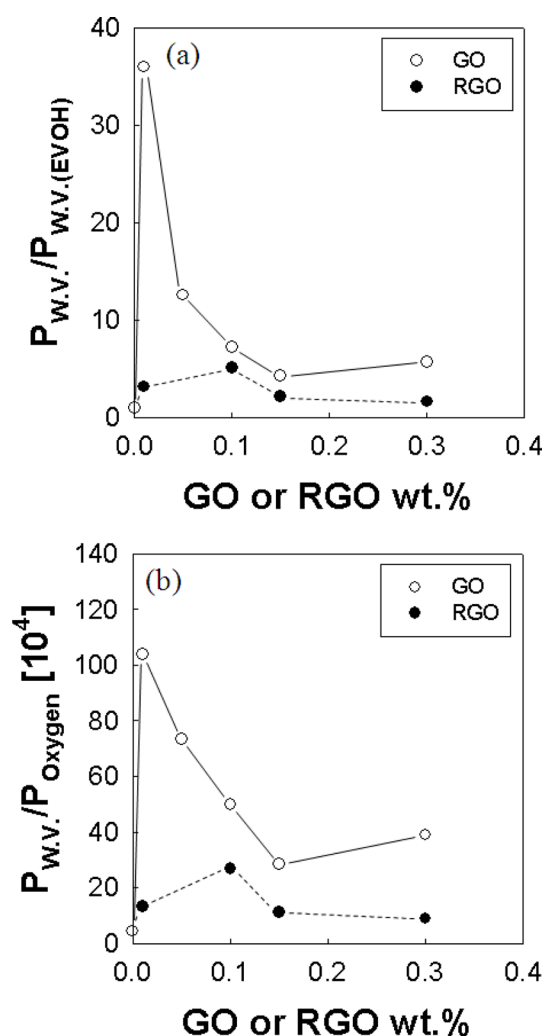 (a)
GO
RGO
P_W.V./P_W.V.(EVOH)
40
30
20
10
0
0.0 0.1 0.2 0.3 0.4
GO or RGO wt.%
(b)
GO
RGO
P_W.V./P_Oxygen [10^4]
140
120
100
80
60
40
20
0
0.0 0.1 0.2 0.3 0.4
GO or RGO wt.%